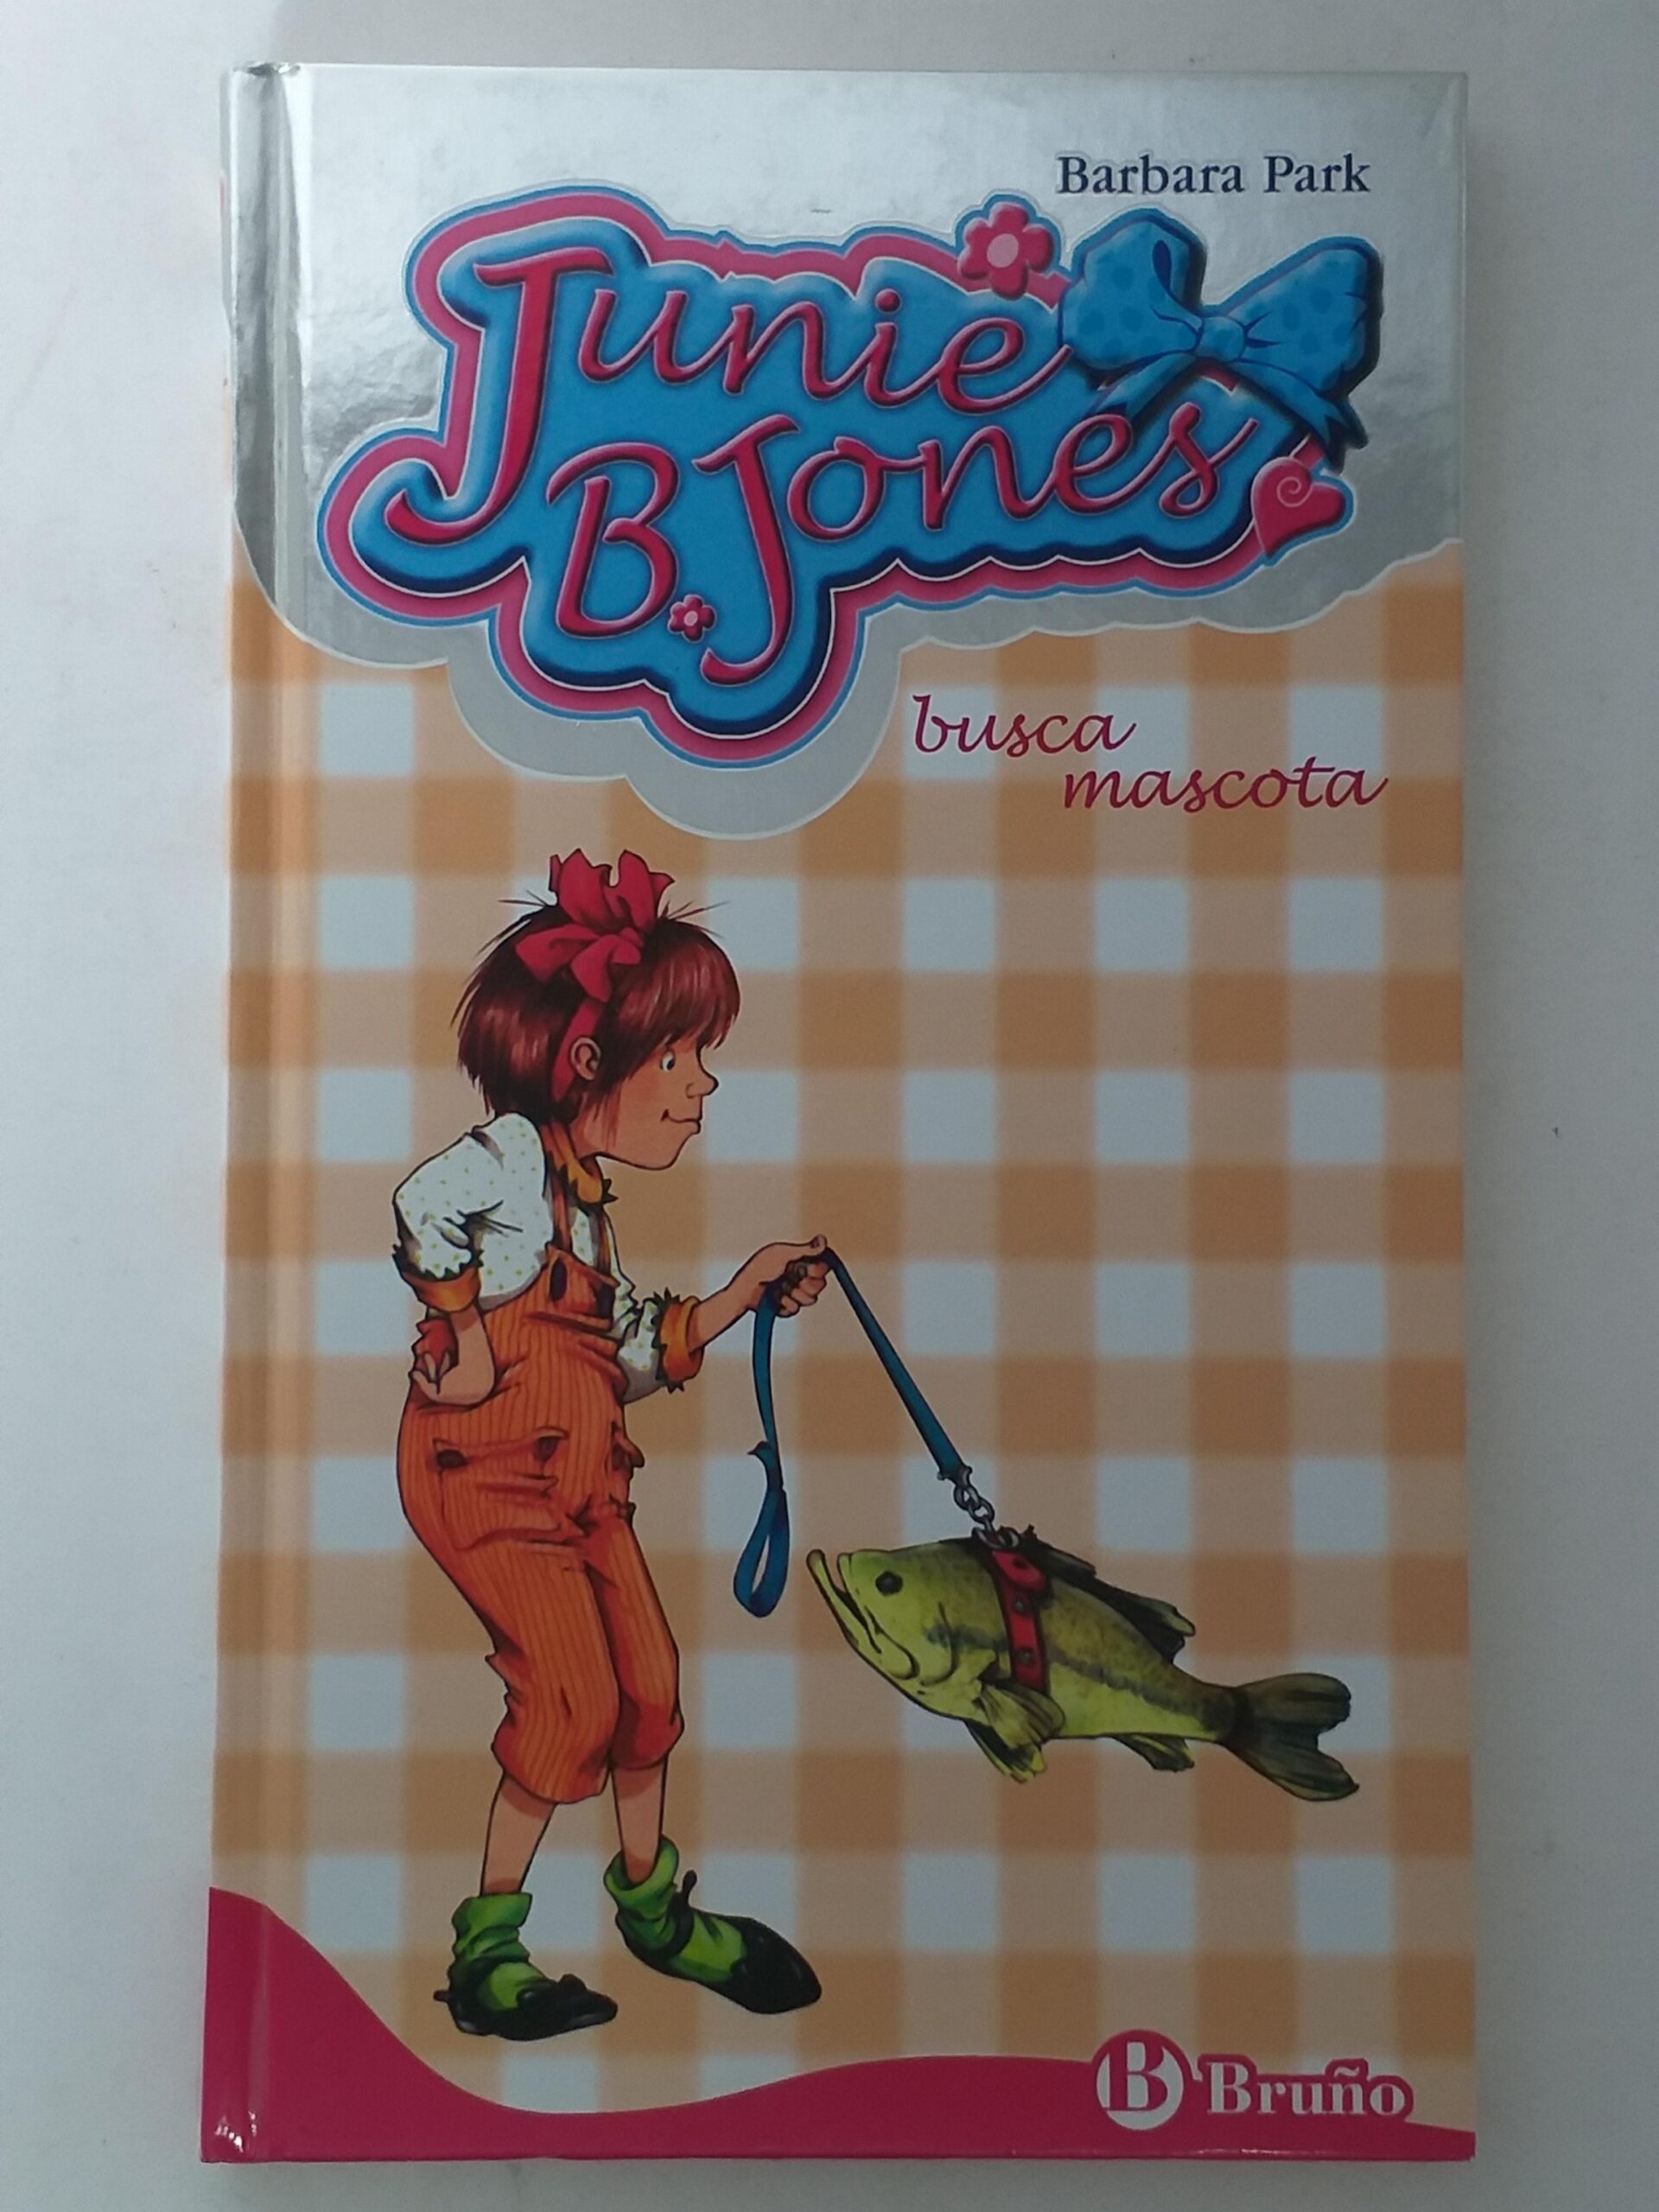 Barbara Park
Junie
B. Jones
busca
mascota
B Bruño